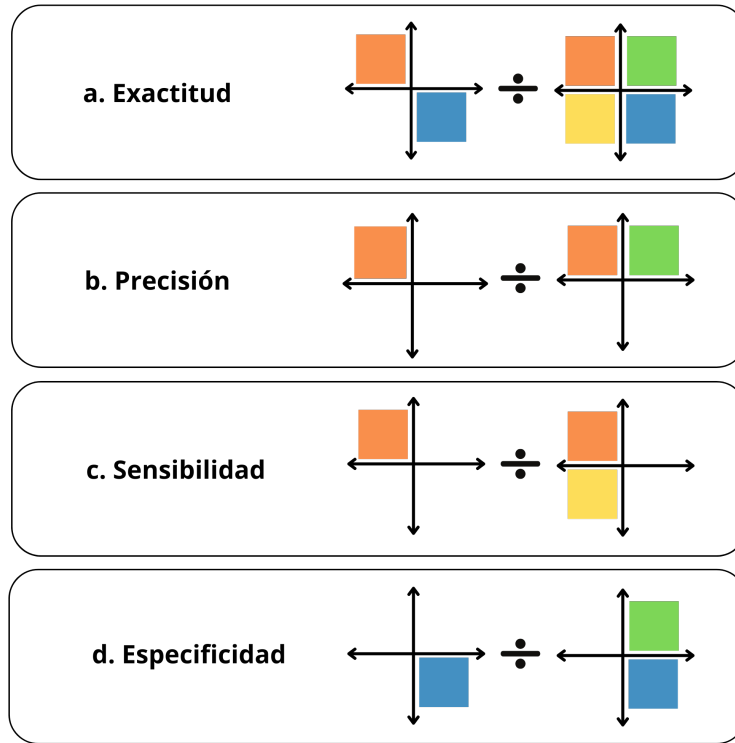 a. Exactitud
b. Precisión
c. Sensibilidad
d. Especificidad